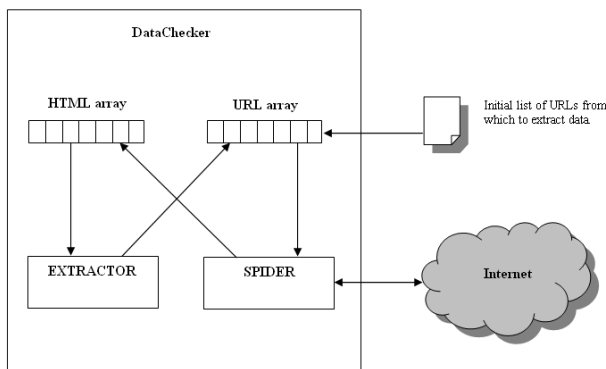 DataChecker
HTML array
URL array
Initial list of URLs from
which to extract data
EXTRACTOR
SPIDER
Internet